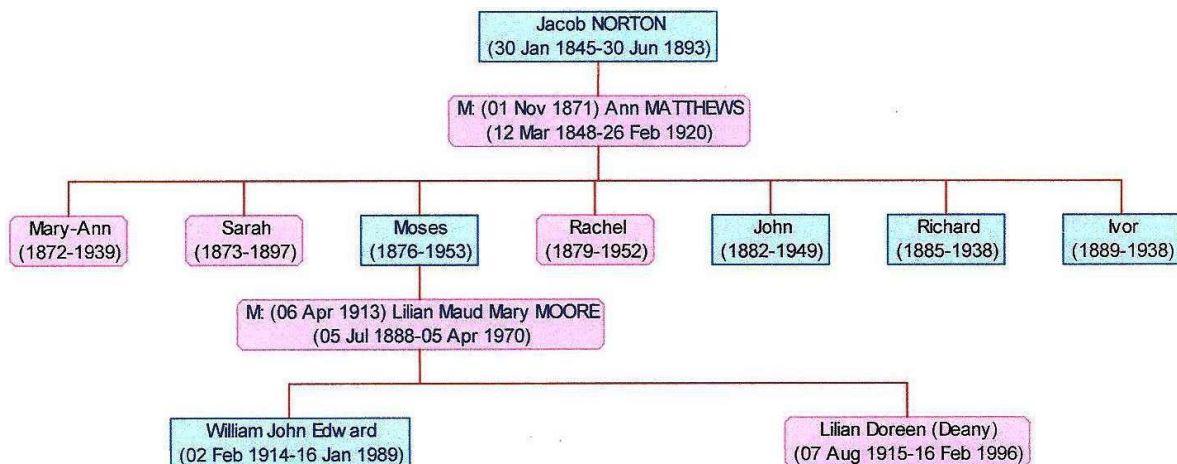 Jacob NORTON
(30 Jan 1845-30 Jun 1893)
M: (01 Nov 1871) Ann MATTHEWS
(12 Mar 1848-26 Feb 1920)
Mary-Ann
(1872-1939)
Sarah
(1873-1897)
Moses
(1876-1953)
Rachel
(1879-1952)
John
(1882-1949)
Richard
(1885-1938)
Ivor
(1889-1938)
M: (06 Apr 1913) Lilian Maud Mary MOORE
(05 Jul 1888-05 Apr 1970)
William John Edward
(02 Feb 1914-16 Jan 1989)
Lilian Doreen (Deany)
(07 Aug 1915-16 Feb 1996)